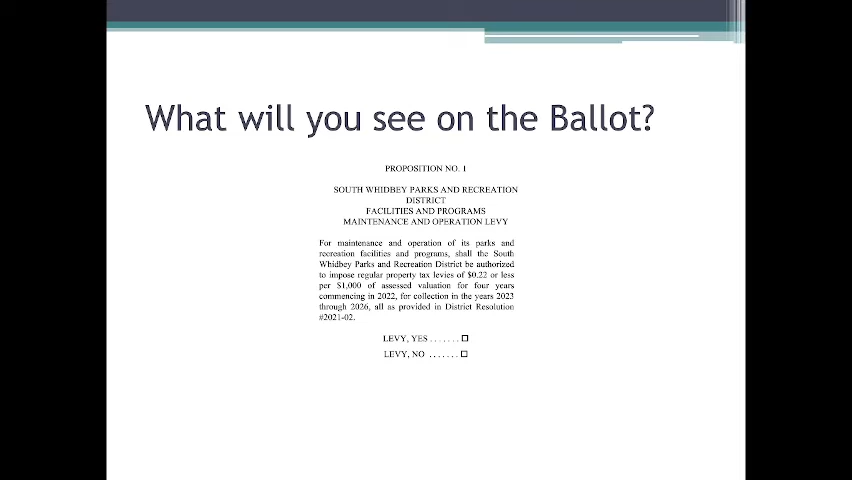 What will you see on the Ballot?
PROPOSITION NO. 1
SOUTH WHIDBEY PARKS AND RECREATION
DISTRICT
FACILITIES AND PROGRAMS
MAINTENANCE AND OPERATION LEVY
For maintenance and operation of its parks and
recreation facilities and programs, shall the South
Whidbey Parks and Recreation District be authorized
to impose regular property tax levies of $0.22 or less
per $1,000 of assessed valuation for four years
commencing in 2022, for collection in the years 2023
through 2026, all as provided in District Resolution
#2021-02.
LEVY, YES . . . . . . . ☐
LEVY, NO . . . . . . . ☐